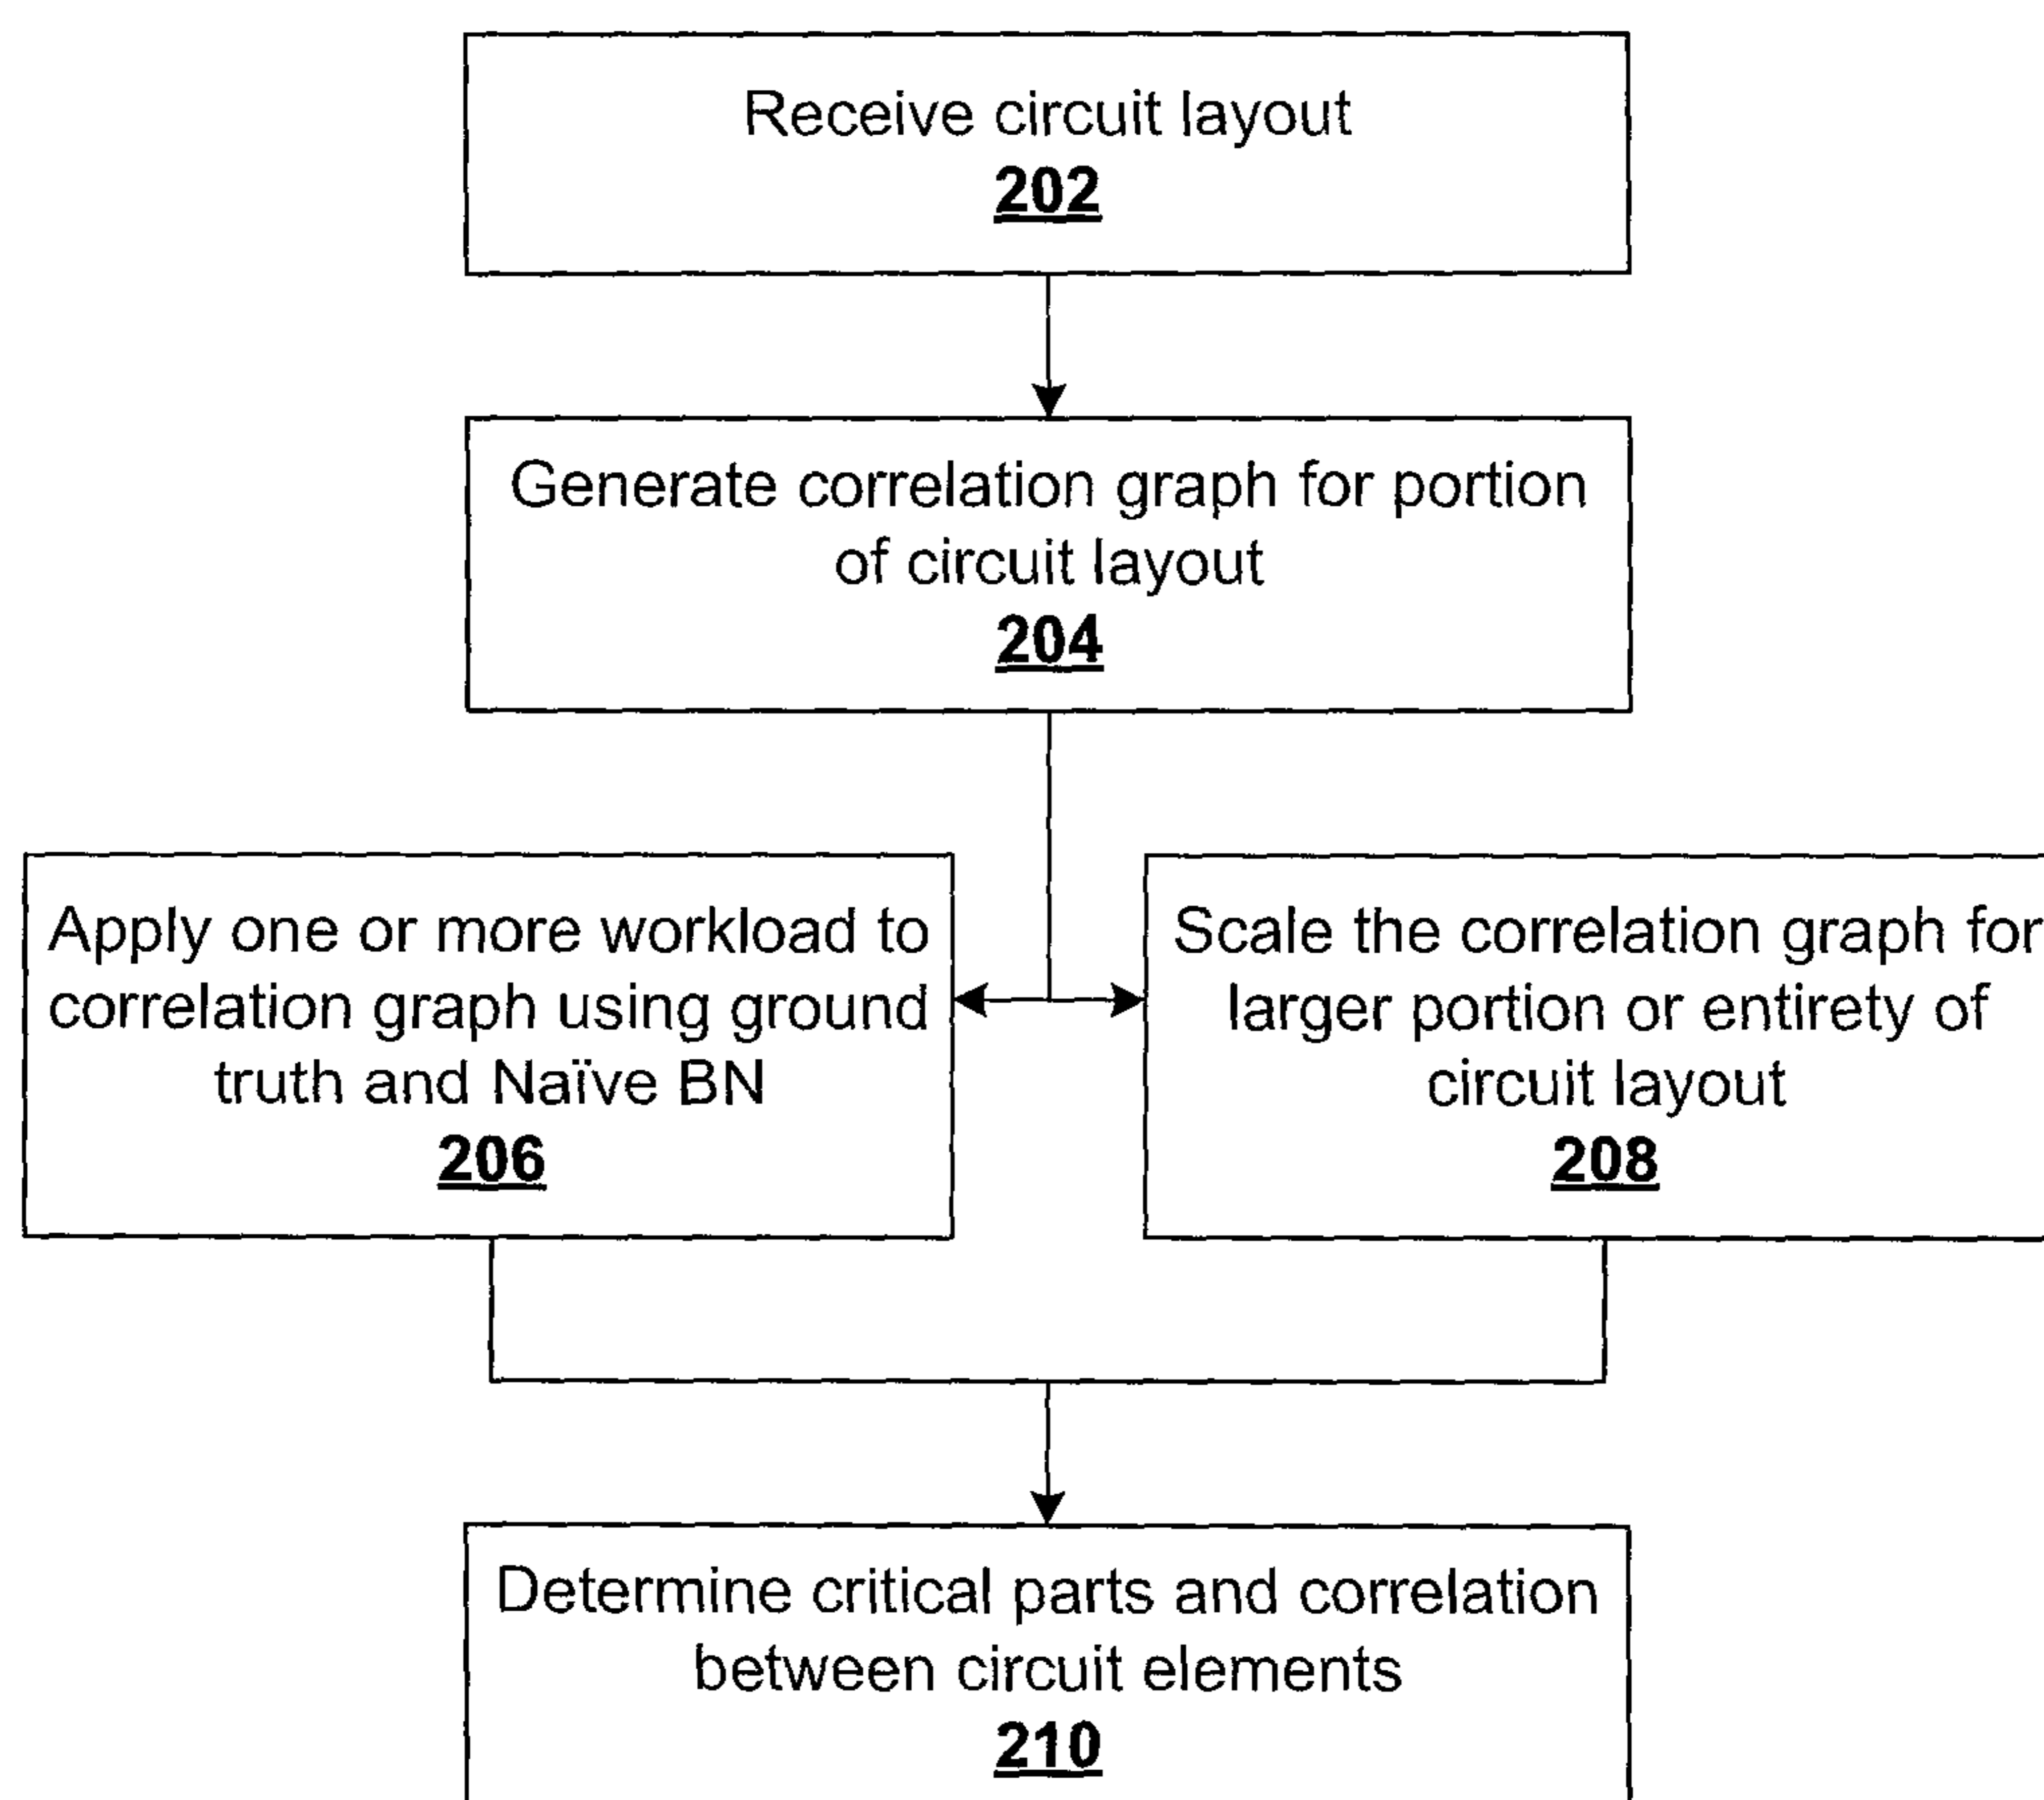 Receive circuit layout
202
Generate correlation graph for portion
of circuit layout
204
Apply one or more workload to
correlation graph using ground
truth and Naïve BN
206
Scale the correlation graph for
larger portion or entirety of
circuit layout
208
Determine critical parts and correlation
between circuit elements
210